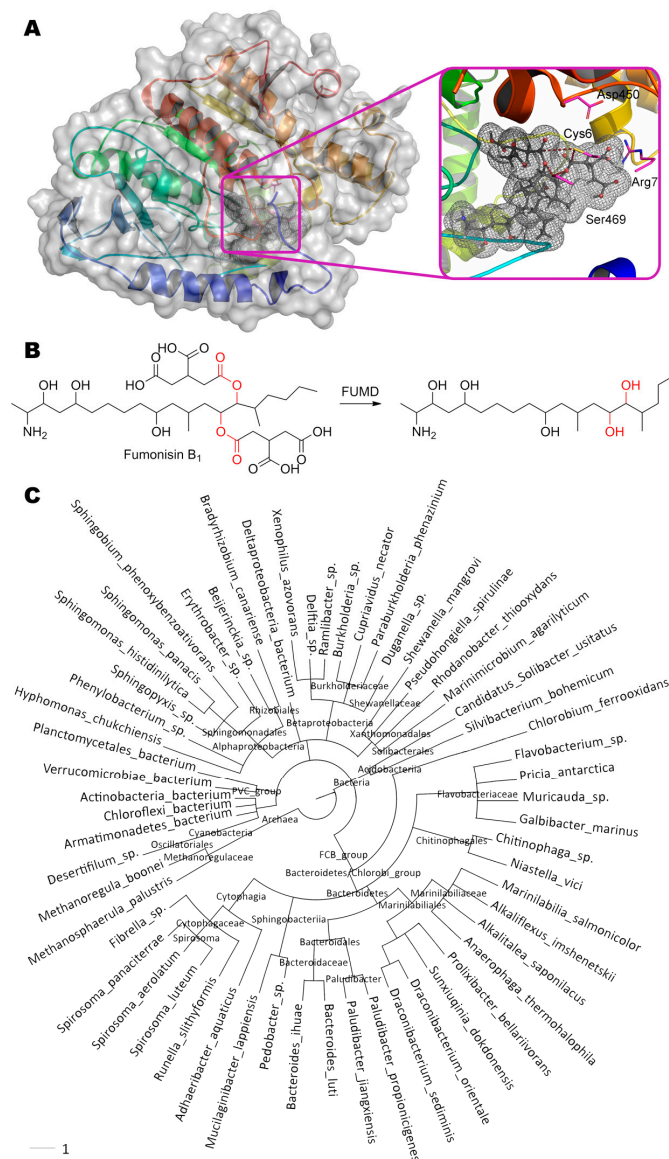 A
Asp450
Cys6
Arg7
Ser469
B
HO
O
O
OH
O
OH
OH
O
NH₂
OH
O
O
O
OH
O
OH
Fumonisin B₁
FUMD
OH
OH
OH
OH
NH₂
OH
OH
C
Sphingobium_phenoxybenzoativorans
Sphingomonas_panacis
Sphingomonas_histidinilytica
Sphingopyxis_sp.
Erythrobacter_sp.
Beijerinckia_sp.
Bradyrhizobium_canariense
Deltaproteobacteria_bacterium
Xenophilus_azovorans
Delftia_sp.
Ramlibacter_sp.
Burkholderia_sp.
Cupriavidus_necator
Paraburkholderia_phenazinium
Dugenella_sp.
Shewanella_mangrovi
Pseudohongiella_spirulinae
Rhodanobacter_thiooxydans
Marinimicrobium_agarilyticum
Candidatus_Solibacter_usitatus
Silvibacterium_bohemicum
Chlorobium_ferrooxidans
Flavobacterium_sp.
Pricia_antarctica
Muricauda_sp.
Galbibacter_marinus
Chitinophaga_sp.
Niastella_vici
Marinilabilia_salmonicolor
Alkaliflexus_imshenetskii
Alkalitalea_saponilacus
Anaerophaga_thermohalophila
Prolixibacter_bellariivorans
Sunxiuqinia_dokdonensis
Draconibacterium_orientale
Draconibacterium_sediminis
Paludibacter_propionicigenes
Paludibacter_jiangxiensis
Bacteroides_luti
Bacteroides_ihuae
Pedobacter_sp.
Mucilaginibacter_lappiensis
Adhaeribacter_aquaticus
Runella_slithyformis
Spirosoma_luteum
Spirosoma_aerolatum
Spirosoma_panaciterrae
Fibrella_sp.
Methanosphaerula_palustris
Methanoregula_boonei
Desertifilum_sp.
Armatimonadetes_bacterium
Chloroflexi_bacterium
Actinobacteria_bacterium
Verrucomicrobiae_bacterium
Planctomycetales_bacterium
Hyphomonas_chukchiensis
Phenylobacterium_sp.
Rhizobiales
Sphingomonadales
Alphaproteobacteria
Burkholderiaceae
Shewanellaceae
Betaproteobacteria
Xanthomonadales
Solibacterales
Acidobacteriia
Bacteria
PVC_group
Archaea
Cyanobacteria
Oscillatoriales
Methanoregulaceae
Flavobacteriaceae
Chitinophagales
FCB_group
Bacteroidetes/Chlorobi_group
Bacteroidetes
Marinilabiliaceae
Marinilabiliales
Cytophagia
Cytophagaceae
Spirosoma
Sphingobacteriia
Bacteroidales
Bacteroidaceae
Paludibacter
1